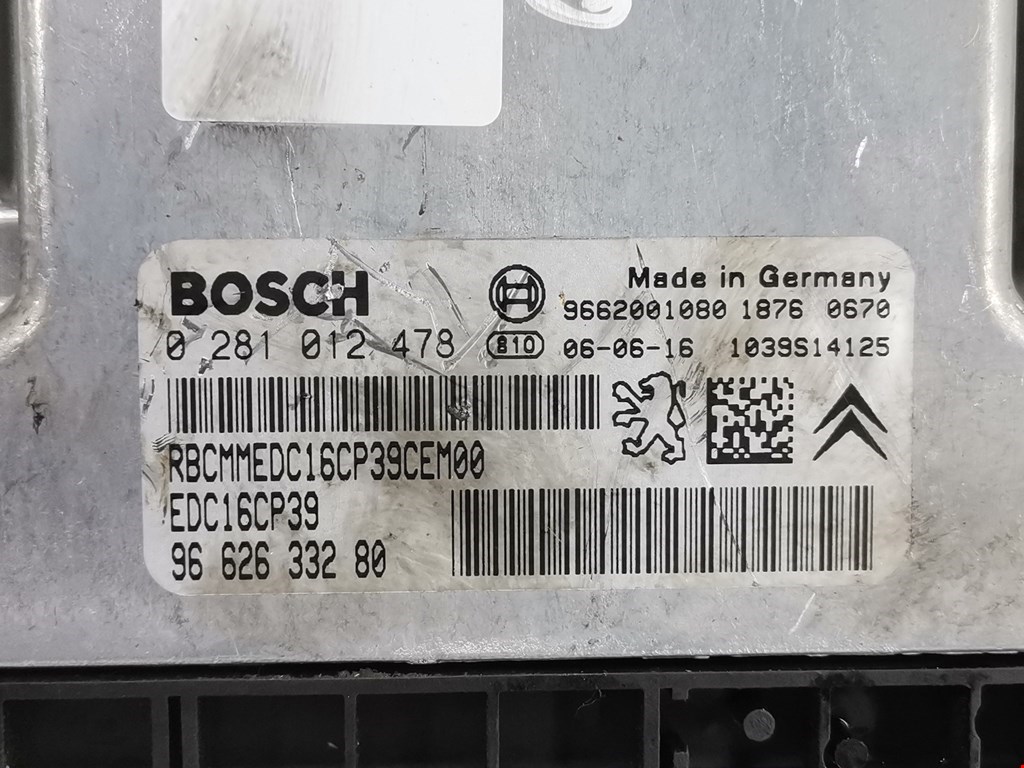 BOSCH
Made in Germany
9662001080 1876 0670
0 281 012 478 810 06-06-16 1039S14125
RBCMMEDC16CP39CEM00
EDC16CP39
96 626 332 80